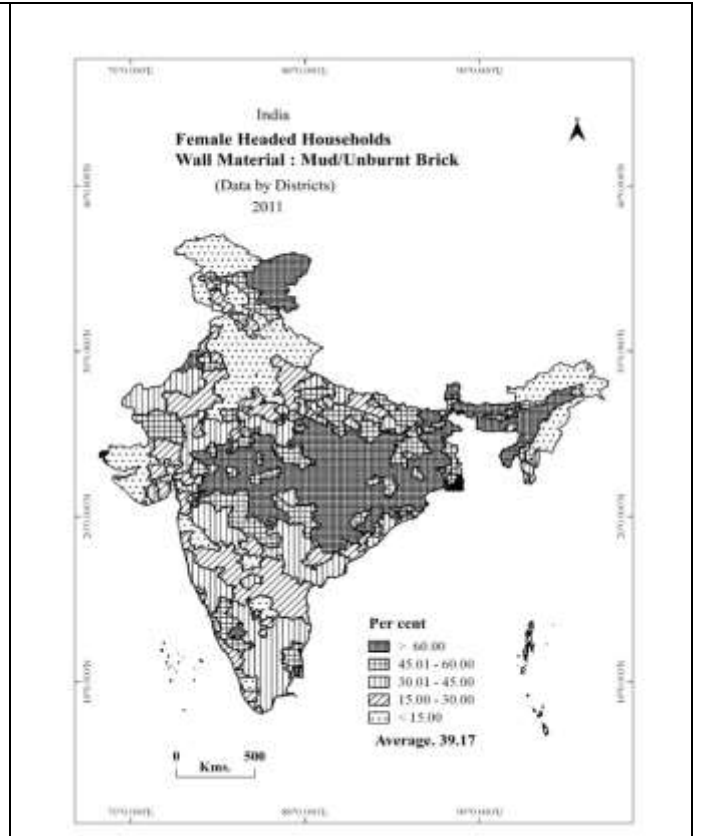 India
Female Headed Households
Wall Material : Mud/Unburnt Brick
(Data by Districts)
2011
Per cent
> 60.00
45.01 - 60.00
30.01 - 45.00
15.00 - 30.00
< 15.00
Average. 39.17
0 500
Kms.